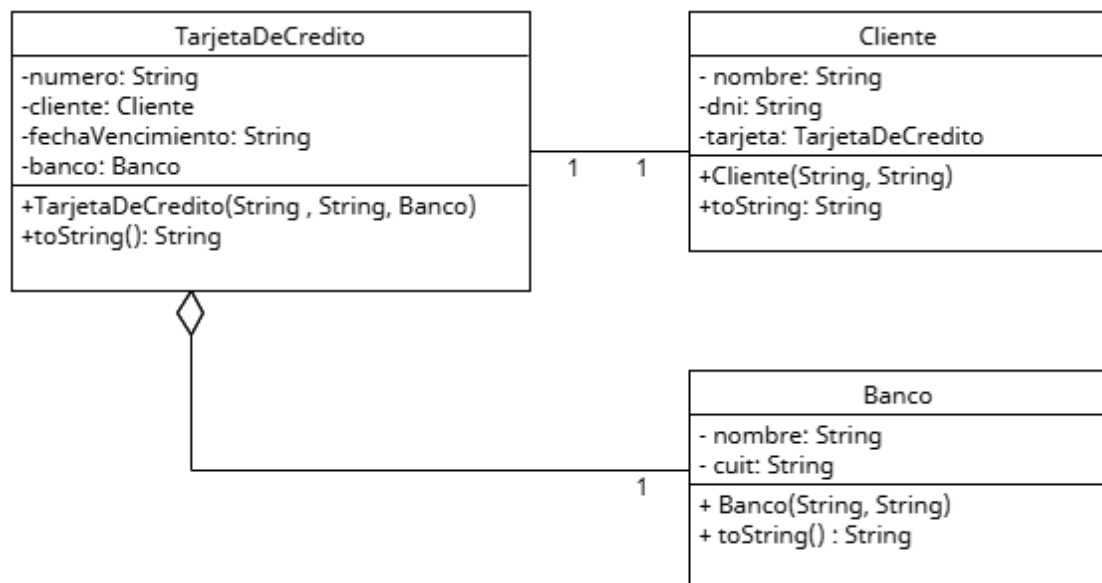 TarjetaDeCredito
-numero: String
-cliente: Cliente
-fechaVencimiento: String
-banco: Banco
+TarjetaDeCredito(String , String, Banco)
+toString(): String
1 1
Cliente
- nombre: String
-dni: String
-tarjeta: TarjetaDeCredito
+Cliente(String, String)
+toString: String
Banco
- nombre: String
- cuit: String
+ Banco(String, String)
+ toString() : String
1